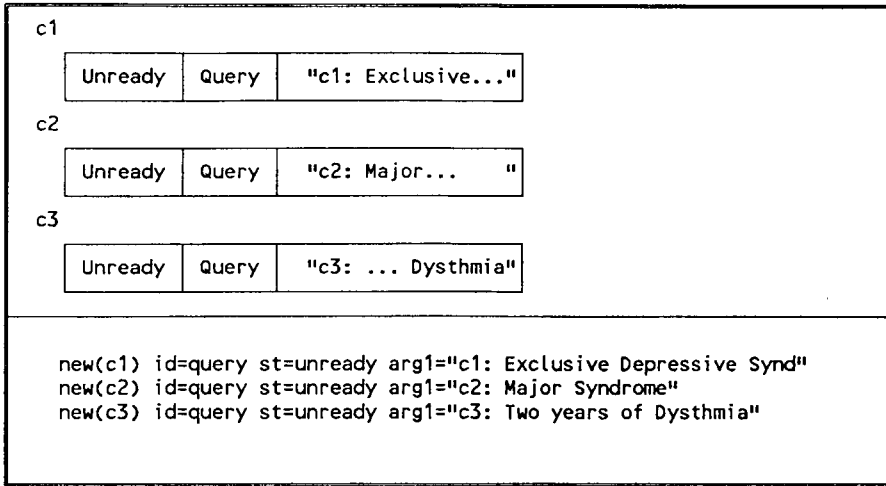 c1
Unready Query "c1: Exclusive..."
c2
Unready Query "c2: Major... "
c3
Unready Query "c3: ... Dysthmia"
new(c1) id=query st=unready arg1="c1: Exclusive Depressive Synd"
new(c2) id=query st=unready arg1="c2: Major Syndrome"
new(c3) id=query st=unready arg1="c3: Two years of Dysthmia"